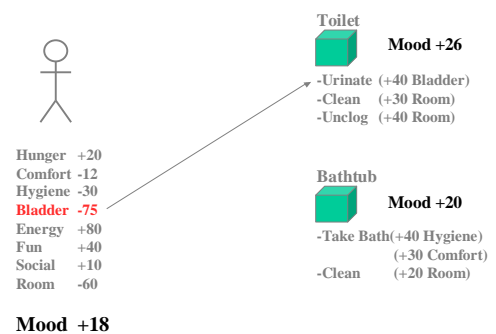 Toilet
Mood +26
-Urinate (+40 Bladder)
-Clean (+30 Room)
-Unclog (+40 Room)
Hunger +20
Comfort -12
Hygiene -30
Bladder -75
Energy +80
Fun +40
Social +10
Room -60
Mood +18
Bathtub
Mood +20
-Take Bath(+40 Hygiene)
(+30 Comfort)
-Clean (+20 Room)